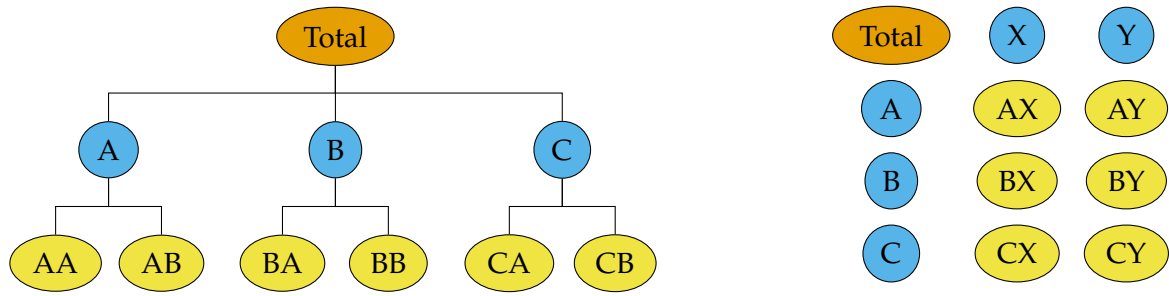 Total
A B C
AA AB BA BB CA CB
Total X Y
A AX AY
B BX BY
C CX CY